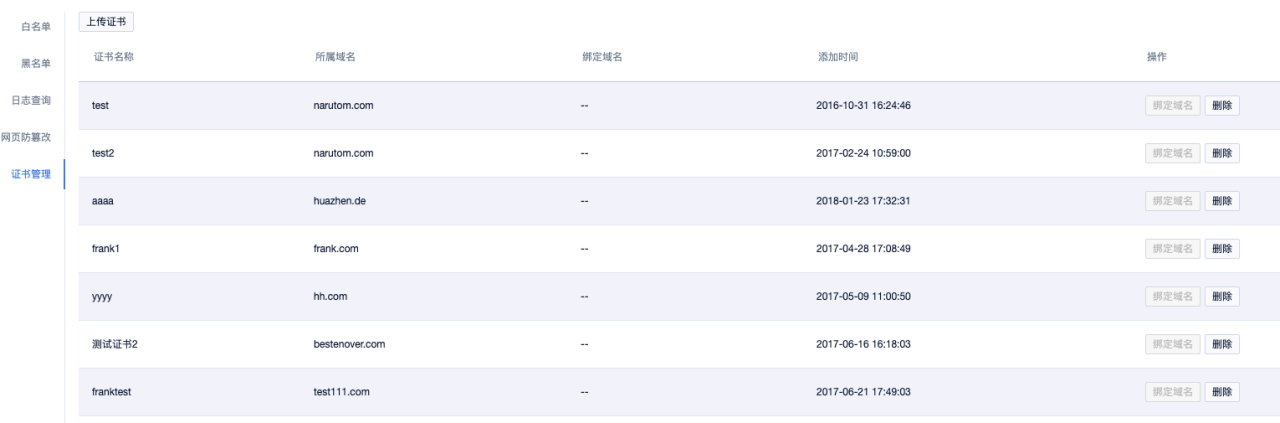 白名单
黑名单
日志查询
网页防篡改
证书管理
上传证书
证书名称 所属域名 绑定域名 添加时间 操作
test narutom.com -- 2016-10-31 16:24:46 绑定域名 删除
test2 narutom.com -- 2017-02-24 10:59:00 绑定域名 删除
aaaa huazhen.de -- 2018-01-23 17:32:31 绑定域名 删除
frank1 frank.com -- 2017-04-28 17:08:49 绑定域名 删除
yyyy hh.com -- 2017-05-09 11:00:50 绑定域名 删除
测试证书2 bestenover.com -- 2017-06-16 16:18:03 绑定域名 删除
franktest test111.com -- 2017-06-21 17:49:03 绑定域名 删除